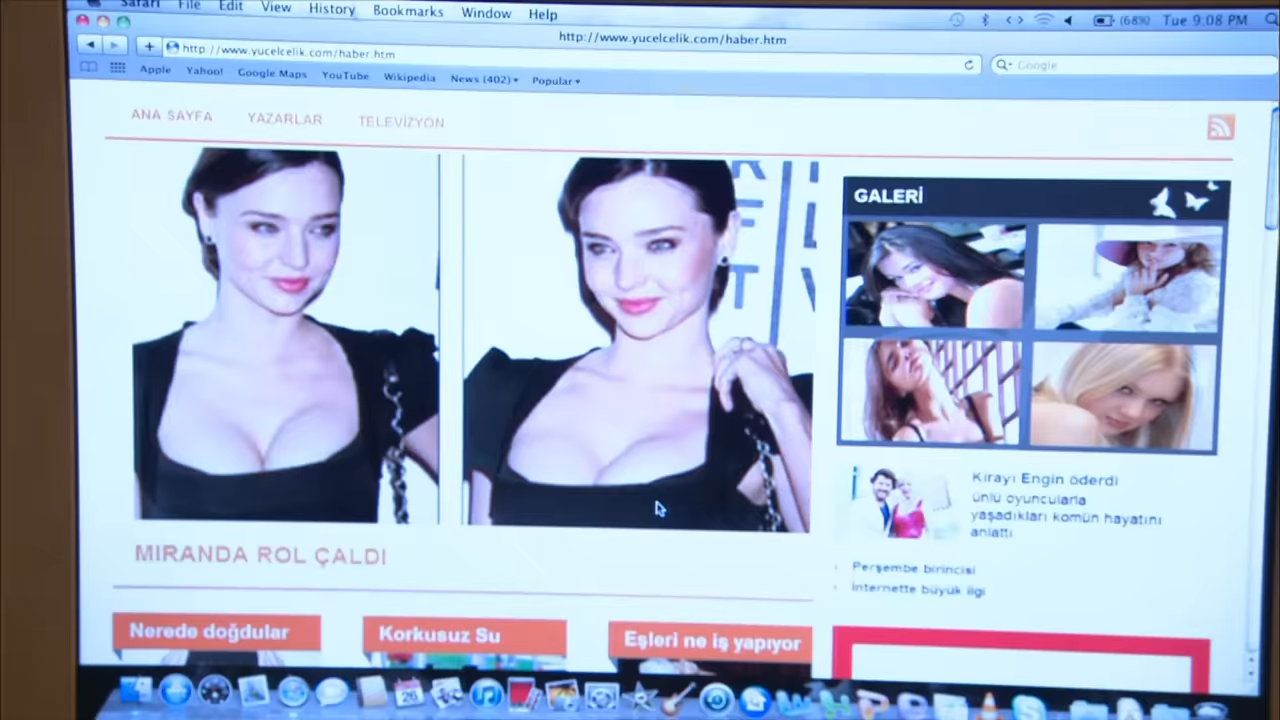 Safari File Edit View History Bookmarks Window Help
(68%) Tue 9:08 PM
http://www.yucelcelik.com/haber.htm
http://www.yucelcelik.com/haber.htm
Google
Apple Yahoo! Google Maps YouTube Wikipedia News (402) Popular
ANA SAYFA YAZARLAR TELEVİZYON
GALERİ
MIRANDA ROL ÇALDI
Kirayı Engin öderdi
ünlü oyuncularla
yaşadıkları komün hayatını
anlattı
Perşembe birincisi
İnternette büyük ilgi
Nerede doğdular
Korkusuz Su
Eşleri ne iş yapıyor